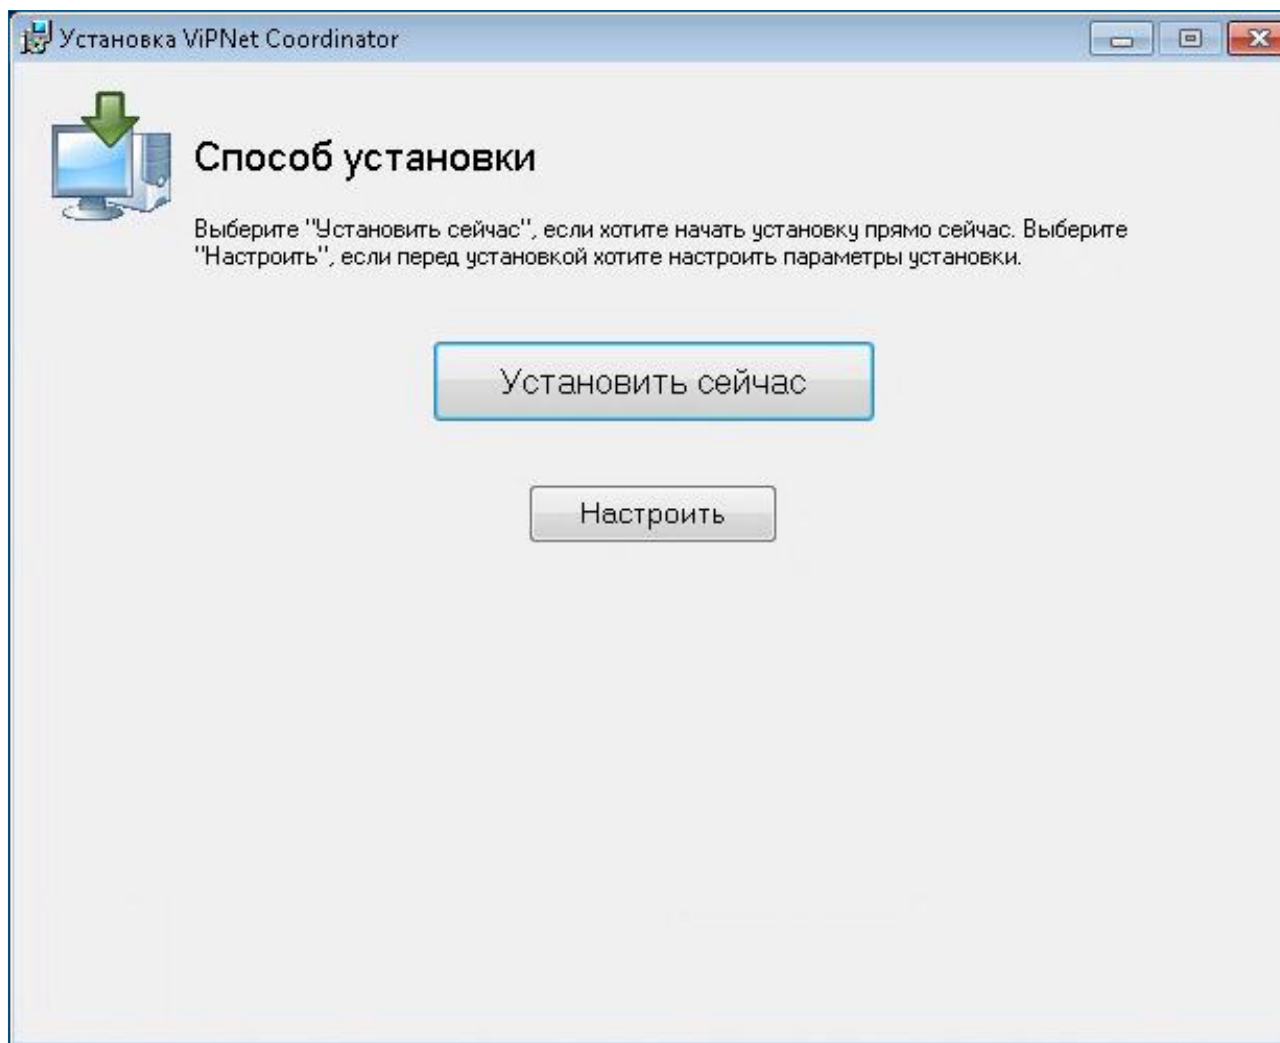 Установка ViPNet Coordinator
Способ установки
Выберите "Установить сейчас", если хотите начать установку прямо сейчас. Выберите
"Настроить", если перед установкой хотите настроить параметры установки.
Установить сейчас
Настроить